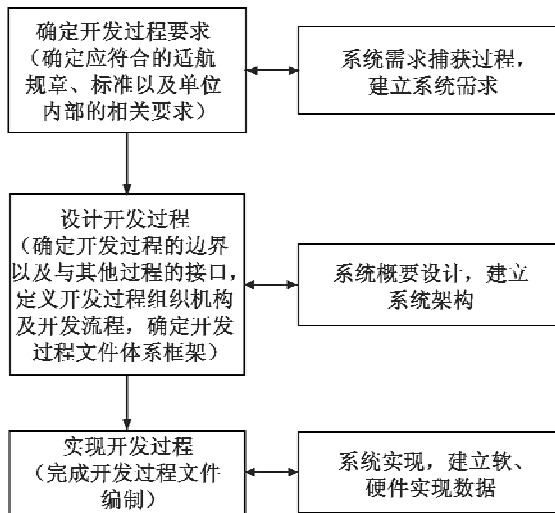 确定开发过程要求
（确定应符合的适航
规章、标准以及单位
内部的相关要求）
系统需求捕获过程，
建立系统需求
设计开发过程
（确定开发过程的边界
以及与其他过程的接口，
定义开发过程组织机构
及开发流程，确定开发
过程文件体系框架）
系统概要设计，建立
系统架构
实现开发过程
（完成开发过程文件
编制）
系统实现，建立软、
硬件实现数据